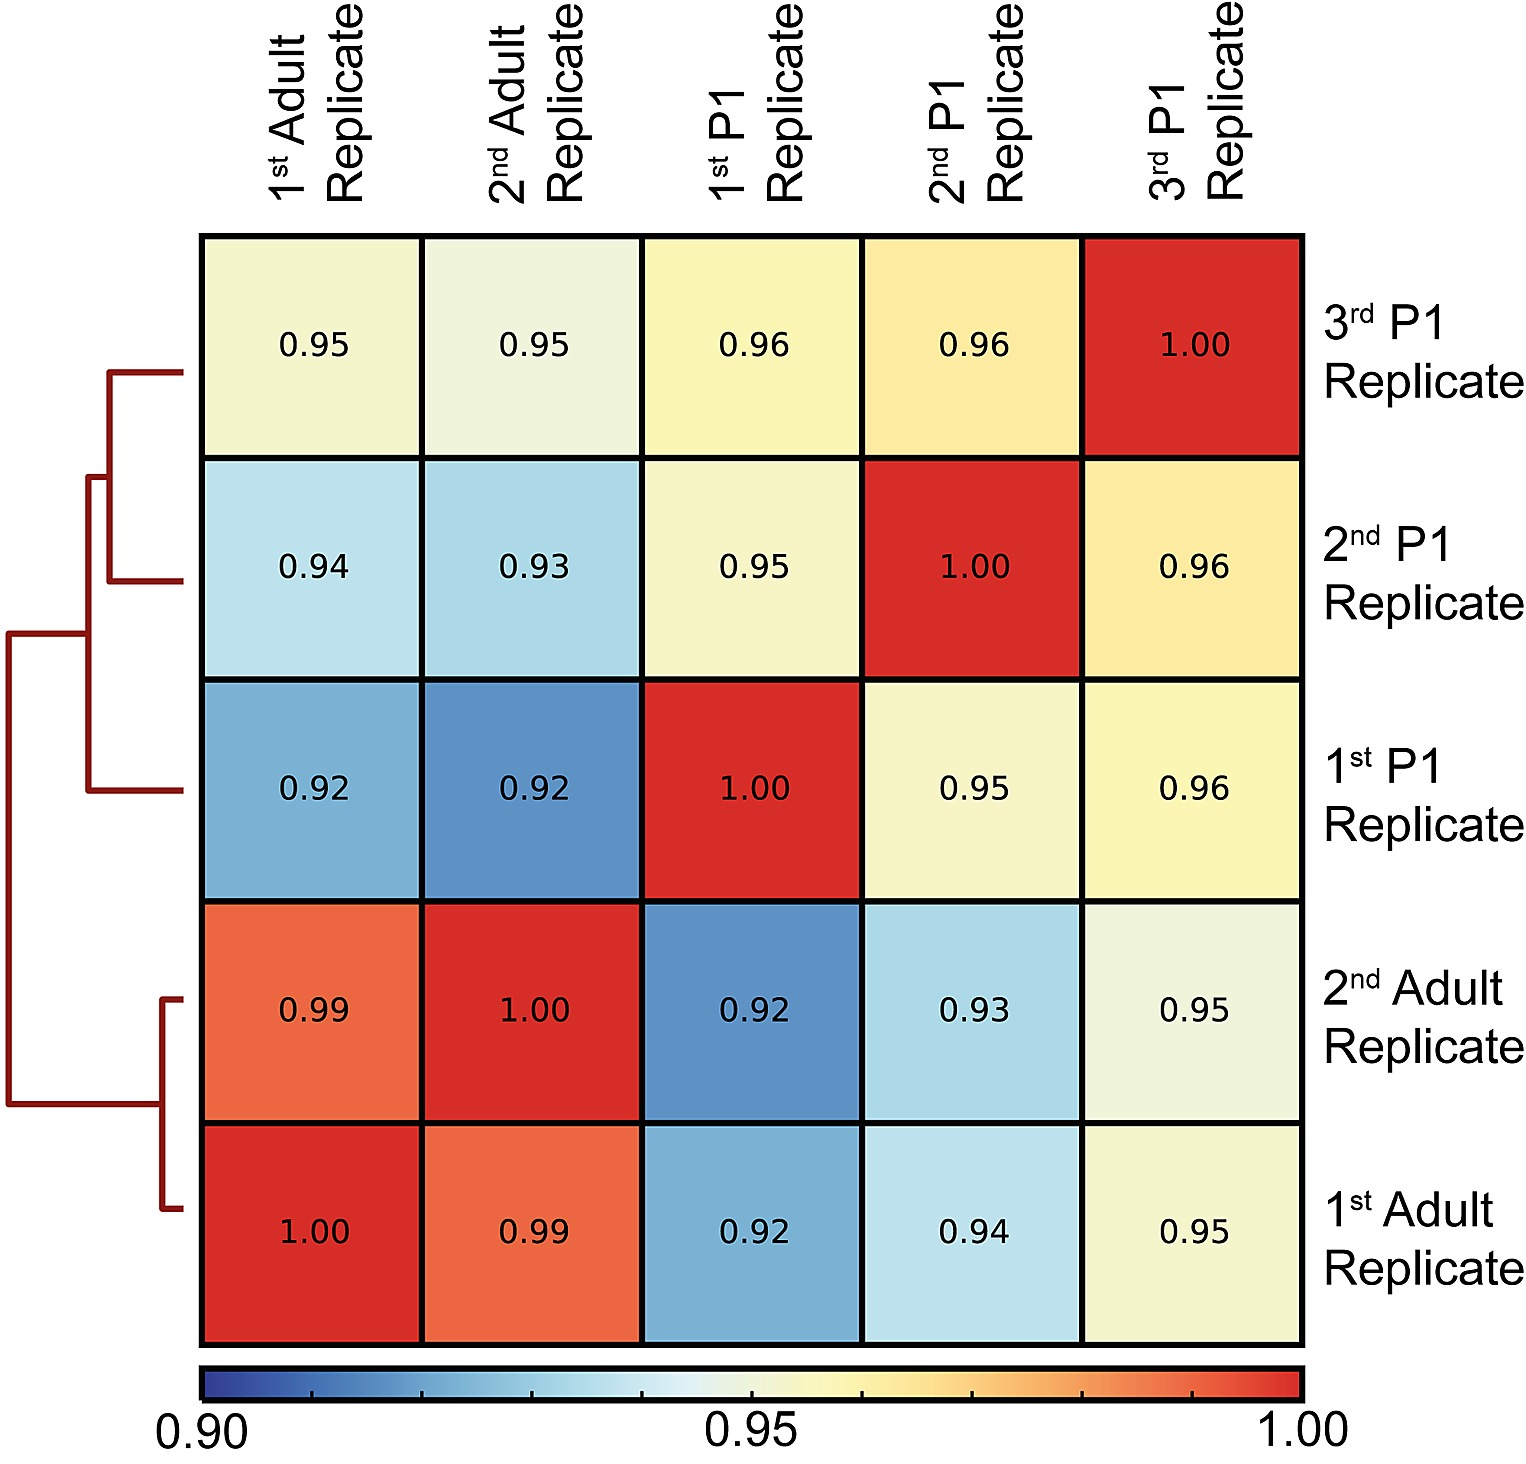 1st Adult
Replicate
2nd Adult
Replicate
1st P1
Replicate
2nd P1
Replicate
3rd P1
Replicate
0.95 0.95 0.96 0.96 1.00
3rd P1
Replicate
0.94 0.93 0.95 1.00 0.96
2nd P1
Replicate
0.92 0.92 1.00 0.95 0.96
1st P1
Replicate
0.99 1.00 0.92 0.93 0.95
2nd Adult
Replicate
1.00 0.99 0.92 0.94 0.95
1st Adult
Replicate
0.90 0.95 1.00